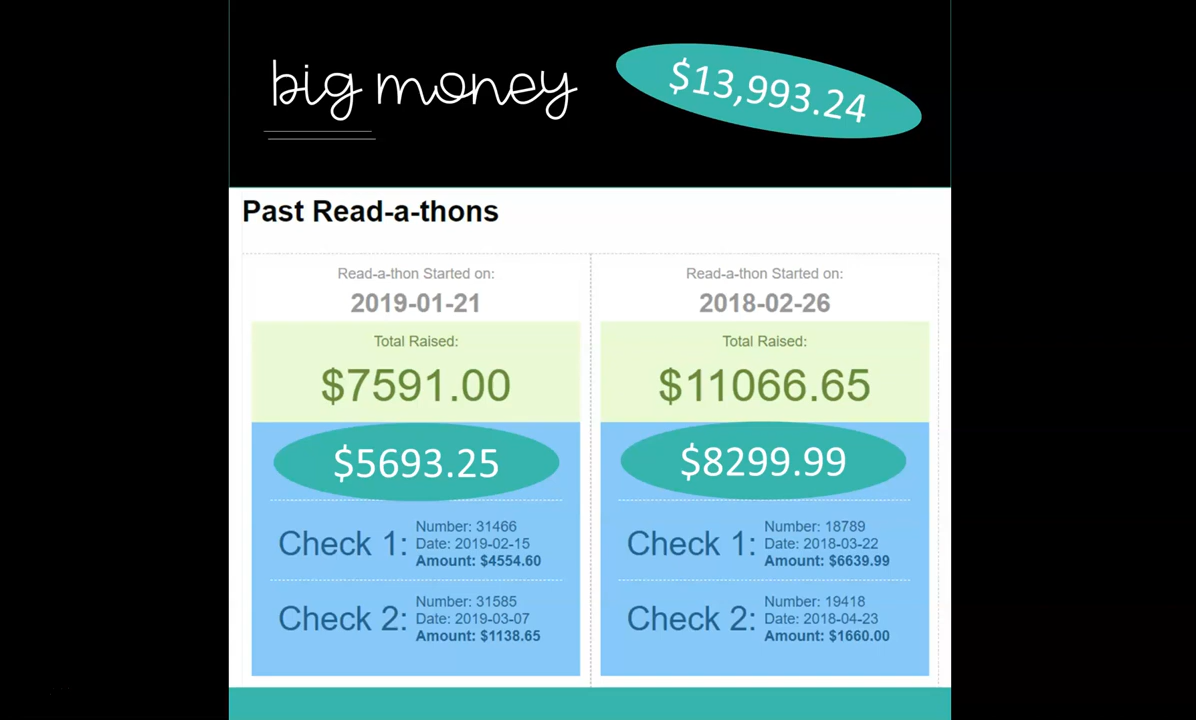 big money
$13,993.24
Past Read-a-thons
Read-a-thon Started on:
2019-01-21
Total Raised:
$7591.00
$5693.25
Check 1:
Number: 31466
Date: 2019-02-15
Amount: $4554.60
Check 2:
Number: 31585
Date: 2019-03-07
Amount: $1138.65
Read-a-thon Started on:
2018-02-26
Total Raised:
$11066.65
$8299.99
Check 1:
Number: 18789
Date: 2018-03-22
Amount: $6639.99
Check 2:
Number: 19418
Date: 2018-04-23
Amount: $1660.00